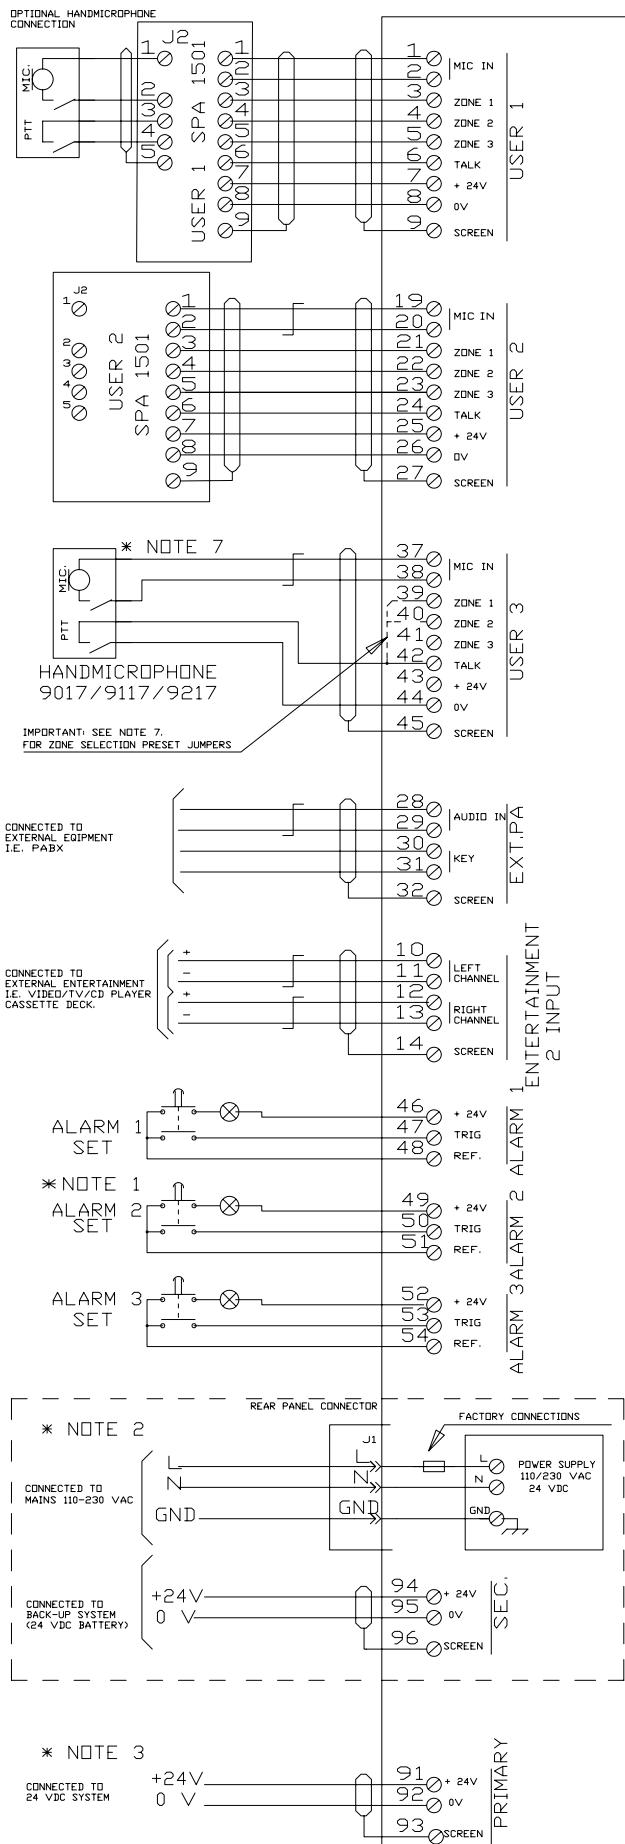 OPTIONAL HANDMICROPHONE
CONNECTION
J2
MIC.
PTT
1
2
3
4
5
USER 1 SPA 1501
1
2
3
4
5
6
7
8
9
1
2
3
4
5
6
7
8
9
MIC IN
ZONE 1
ZONE 2
ZONE 3
TALK
+ 24V
0V
SCREEN
USER 1
J2
1
2
3
4
5
USER 2
SPA 1501
1
2
3
4
5
6
7
8
9
19
20
21
22
23
24
25
26
27
MIC IN
ZONE 1
ZONE 2
ZONE 3
TALK
+ 24V
0V
SCREEN
USER 2
* NOTE 7
MIC.
PTT
HANDMICROPHONE
9017/9117/9217
IMPORTANT: SEE NOTE 7.
FOR ZONE SELECTION PRESET JUMPERS
37
38
39
40
41
42
43
44
45
MIC IN
ZONE 1
ZONE 2
ZONE 3
TALK
+ 24V
0V
SCREEN
USER 3
CONNECTED TO
EXTERNAL EQIPMENT
I.E. PABX
28
29
30
31
32
AUDIO IN
KEY
SCREEN
EXT.PA
CONNECTED TO
EXTERNAL ENTERTAINMENT
I.E. VIDEO/TV/CD PLAYER
CASSETTE DECK.
+
-
+
-
10
11
12
13
14
LEFT
CHANNEL
RIGHT
CHANNEL
SCREEN
ENTERTAINMENT
2 INPUT
ALARM 1
SET
46
47
48
+ 24V
TRIG
REF.
ALARM 1
* NOTE 1
ALARM 2
SET
49
50
51
+ 24V
TRIG
REF.
ALARM 2
ALARM 3
SET
52
53
54
+ 24V
TRIG
REF.
ALARM 3
REAR PANEL CONNECTOR
* NOTE 2
FACTORY CONNECTIONS
J1
CONNECTED TO
MAINS 110-230 VAC
L
N
GND
L
N
GND
L
N
GND
POWER SUPPLY
110/230 VAC
24 VDC
CONNECTED TO
BACK-UP SYSTEM
(24 VDC BATTERY)
+24V
0 V
94
95
96
+ 24V
0V
SCREEN
SEC.
* NOTE 3
CONNECTED TO
24 VDC SYSTEM
+24V
0 V
91
92
93
+ 24V
0V
SCREEN
PRIMARY